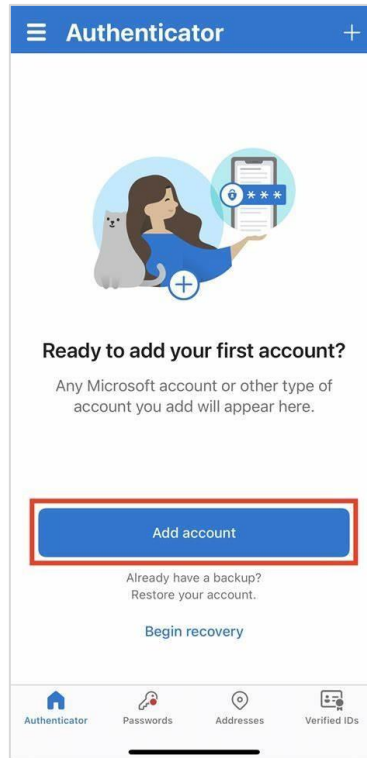 Authenticator
* * *
Ready to add your first account?
Any Microsoft account or other type of
account you add will appear here.
Add account
Already have a backup?
Restore your account.
Begin recovery
Authenticator Passwords Addresses Verified IDs